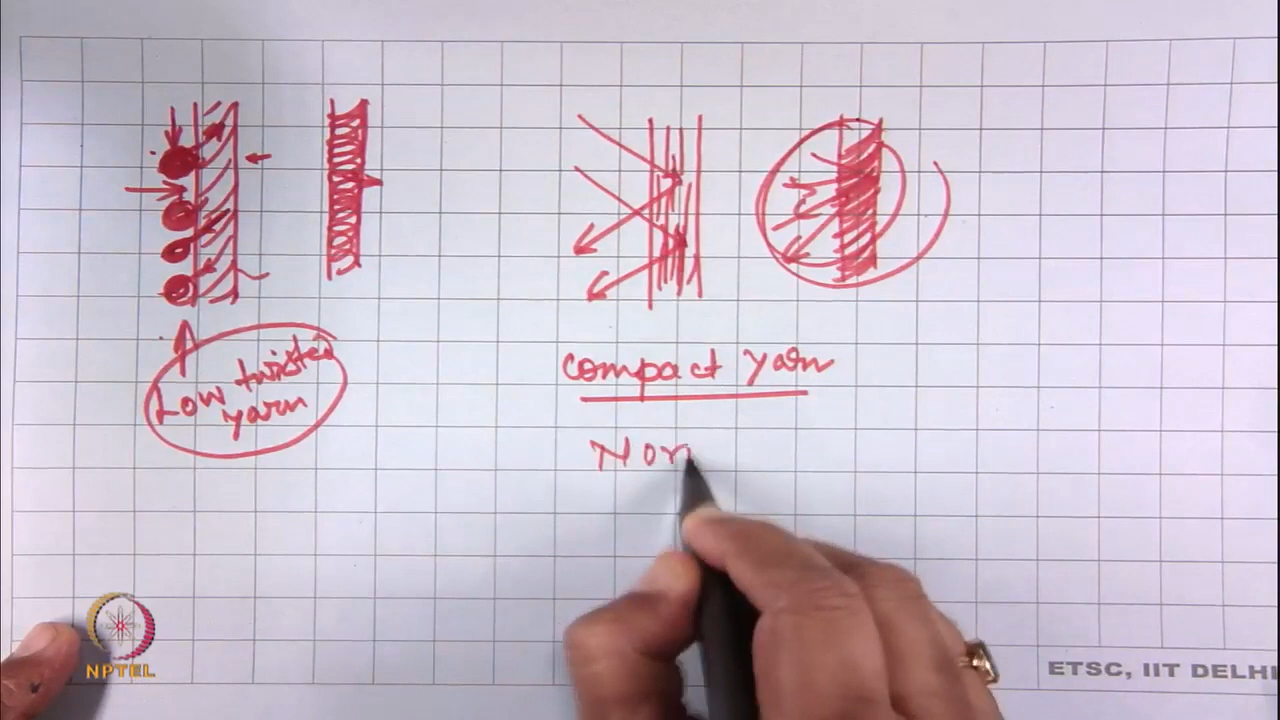 Low twisted
yarn
compact yarn
Nor
NPTEL
ETSC, IIT DELHI